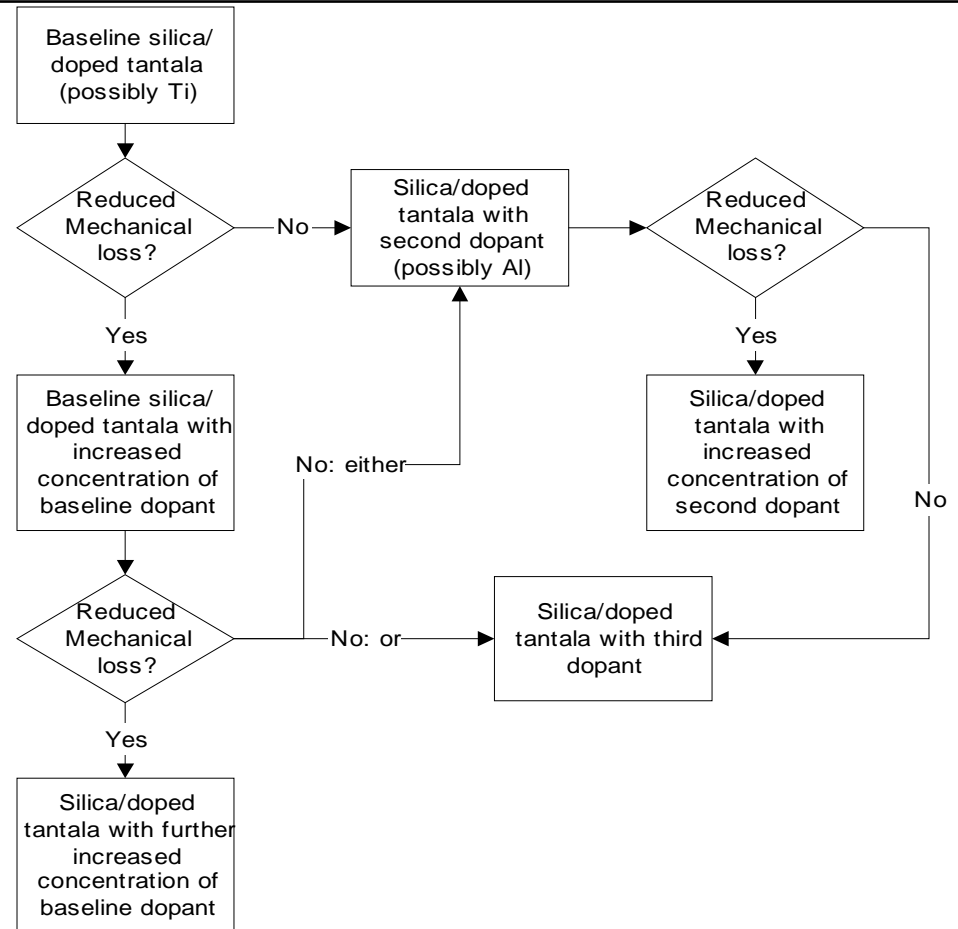 Baseline silica/
doped tantala
(possibly Ti)
Reduced
Mechanical
loss?
No
Silica/doped
tantala with
second dopant
(possibly Al)
Reduced
Mechanical
loss?
Yes
Yes
Baseline silica/
doped tantala with
increased
concentration of
baseline dopant
Silica/doped
tantala with
increased
concentration of
second dopant
No: either
No
Reduced
Mechanical
loss?
No: or
Silica/doped
tantala with third
dopant
Yes
Silica/doped
tantala with further
increased
concentration of
baseline dopant